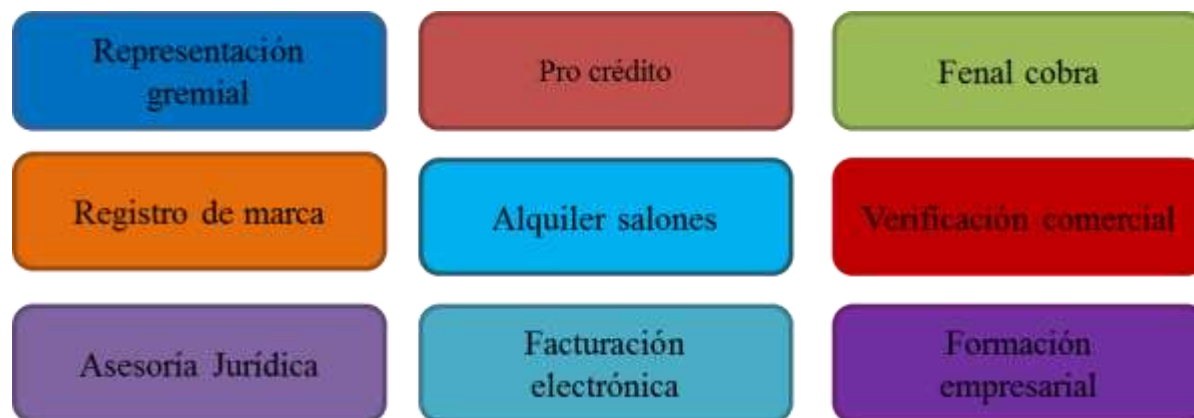 Representación
gremial
Pro crédito
Fenal cobra
Registro de marca
Alquiler salones
Verificación comercial
Asesoría Jurídica
Facturación
electrónica
Formación
empresarial